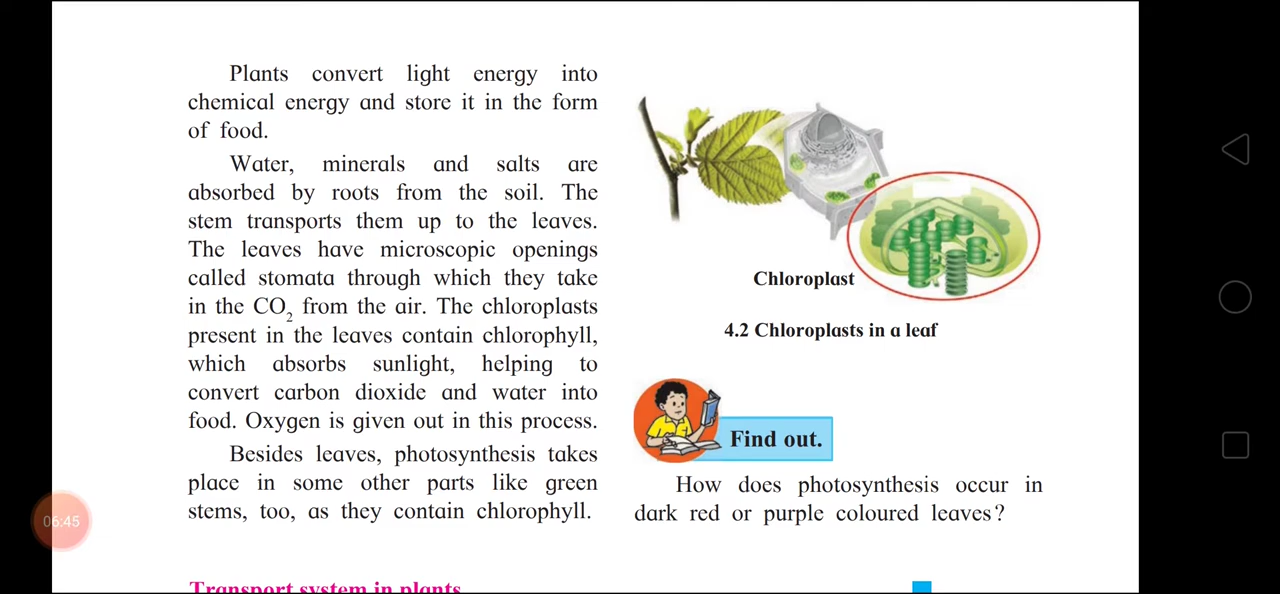 Plants convert light energy into
chemical energy and store it in the form
of food.
Water, minerals and salts are
absorbed by roots from the soil. The
stem transports them up to the leaves.
The leaves have microscopic openings
called stomata through which they take
in the CO₂ from the air. The chloroplasts
present in the leaves contain chlorophyll,
which absorbs sunlight, helping to
convert carbon dioxide and water into
food. Oxygen is given out in this process.
Besides leaves, photosynthesis takes
place in some other parts like green
stems, too, as they contain chlorophyll.
Transport system in plants
Chloroplast
4.2 Chloroplasts in a leaf
Find out.
How does photosynthesis occur in
dark red or purple coloured leaves?
06:45